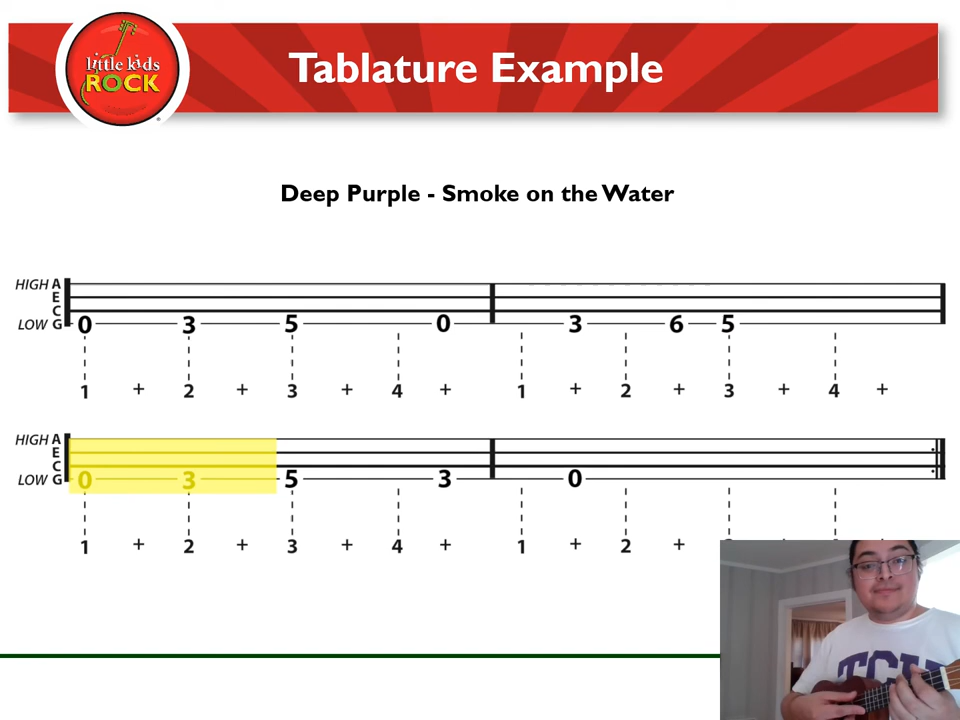 little kids
ROCK
®
Tablature Example
Deep Purple - Smoke on the Water
HIGH A
E
C
LOW G 0 3 5 0 3 6 5
1 + 2 + 3 + 4 + 1 + 2 + 3 + 4 +
HIGH A
E
C
LOW G 0 3 5 3 0
1 + 2 + 3 + 4 + 1 + 2 +
TCU